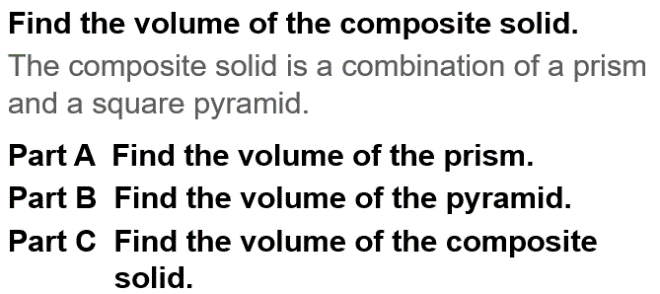 Find the volume of the composite solid.
The composite solid is a combination of a prism
and a square pyramid.
Part A Find the volume of the prism.
Part B Find the volume of the pyramid.
Part C Find the volume of the composite
solid.